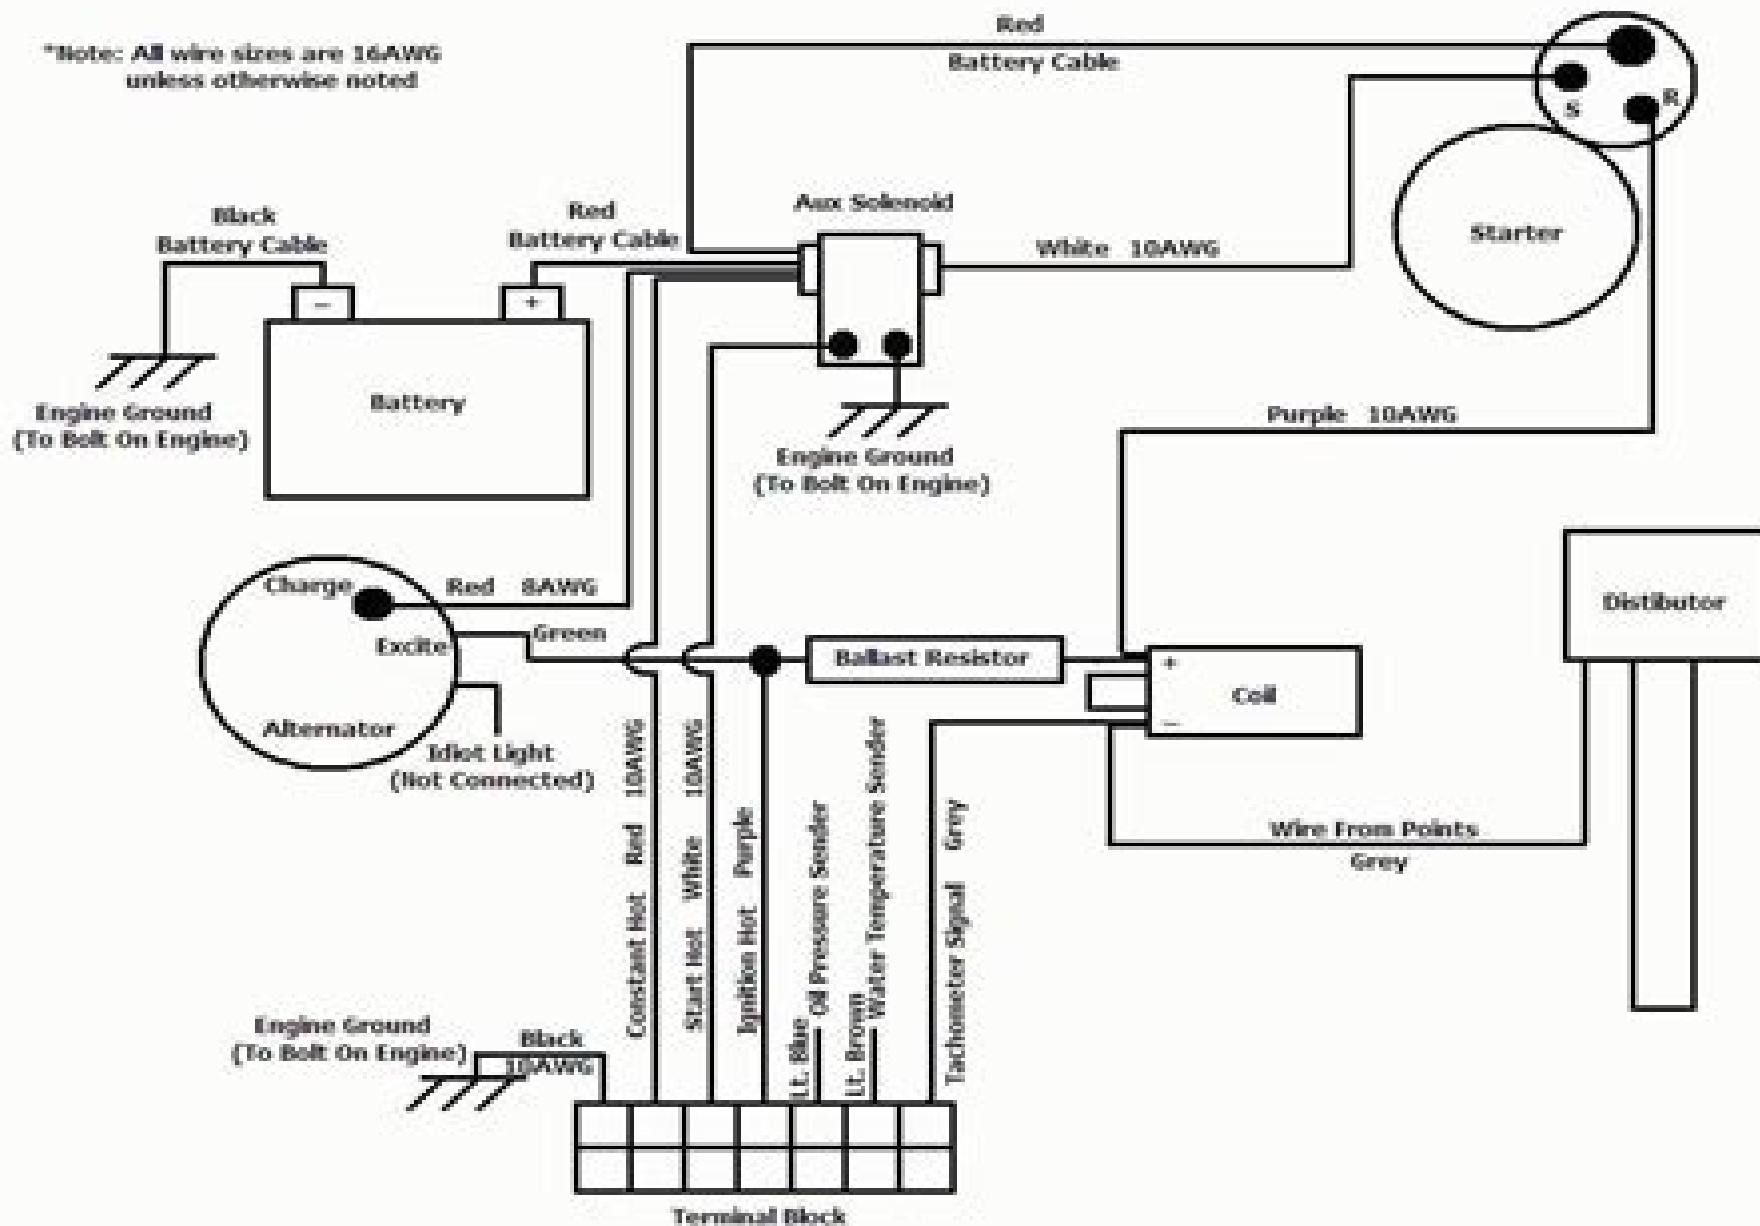 Red
Battery Cable
*Note: All wire sizes are 16AWG
unless otherwise noted
S
R
Starter
Aux Solenoid
White 10AWG
Black
Battery Cable
Red
Battery Cable
-
+
Battery
Engine Ground
(To Bolt On Engine)
Engine Ground
(To Bolt On Engine)
Purple 10AWG
Charge
Red 8AWG
Excite
Green
Alternator
Idiot Light
(Not Connected)
Ballast Resistor
+
Coil
-
Distibutor
Wire From Points
Grey
Constant Hot Red 10AWG
Start Hot White 10AWG
Ignition Hot Purple
Lt. Blue Oil Pressure Sender
Lt. Brown Water Temperature Sender
Tachometer Signal Grey
Engine Ground
(To Bolt On Engine)
Black
10AWG
Terminal Block